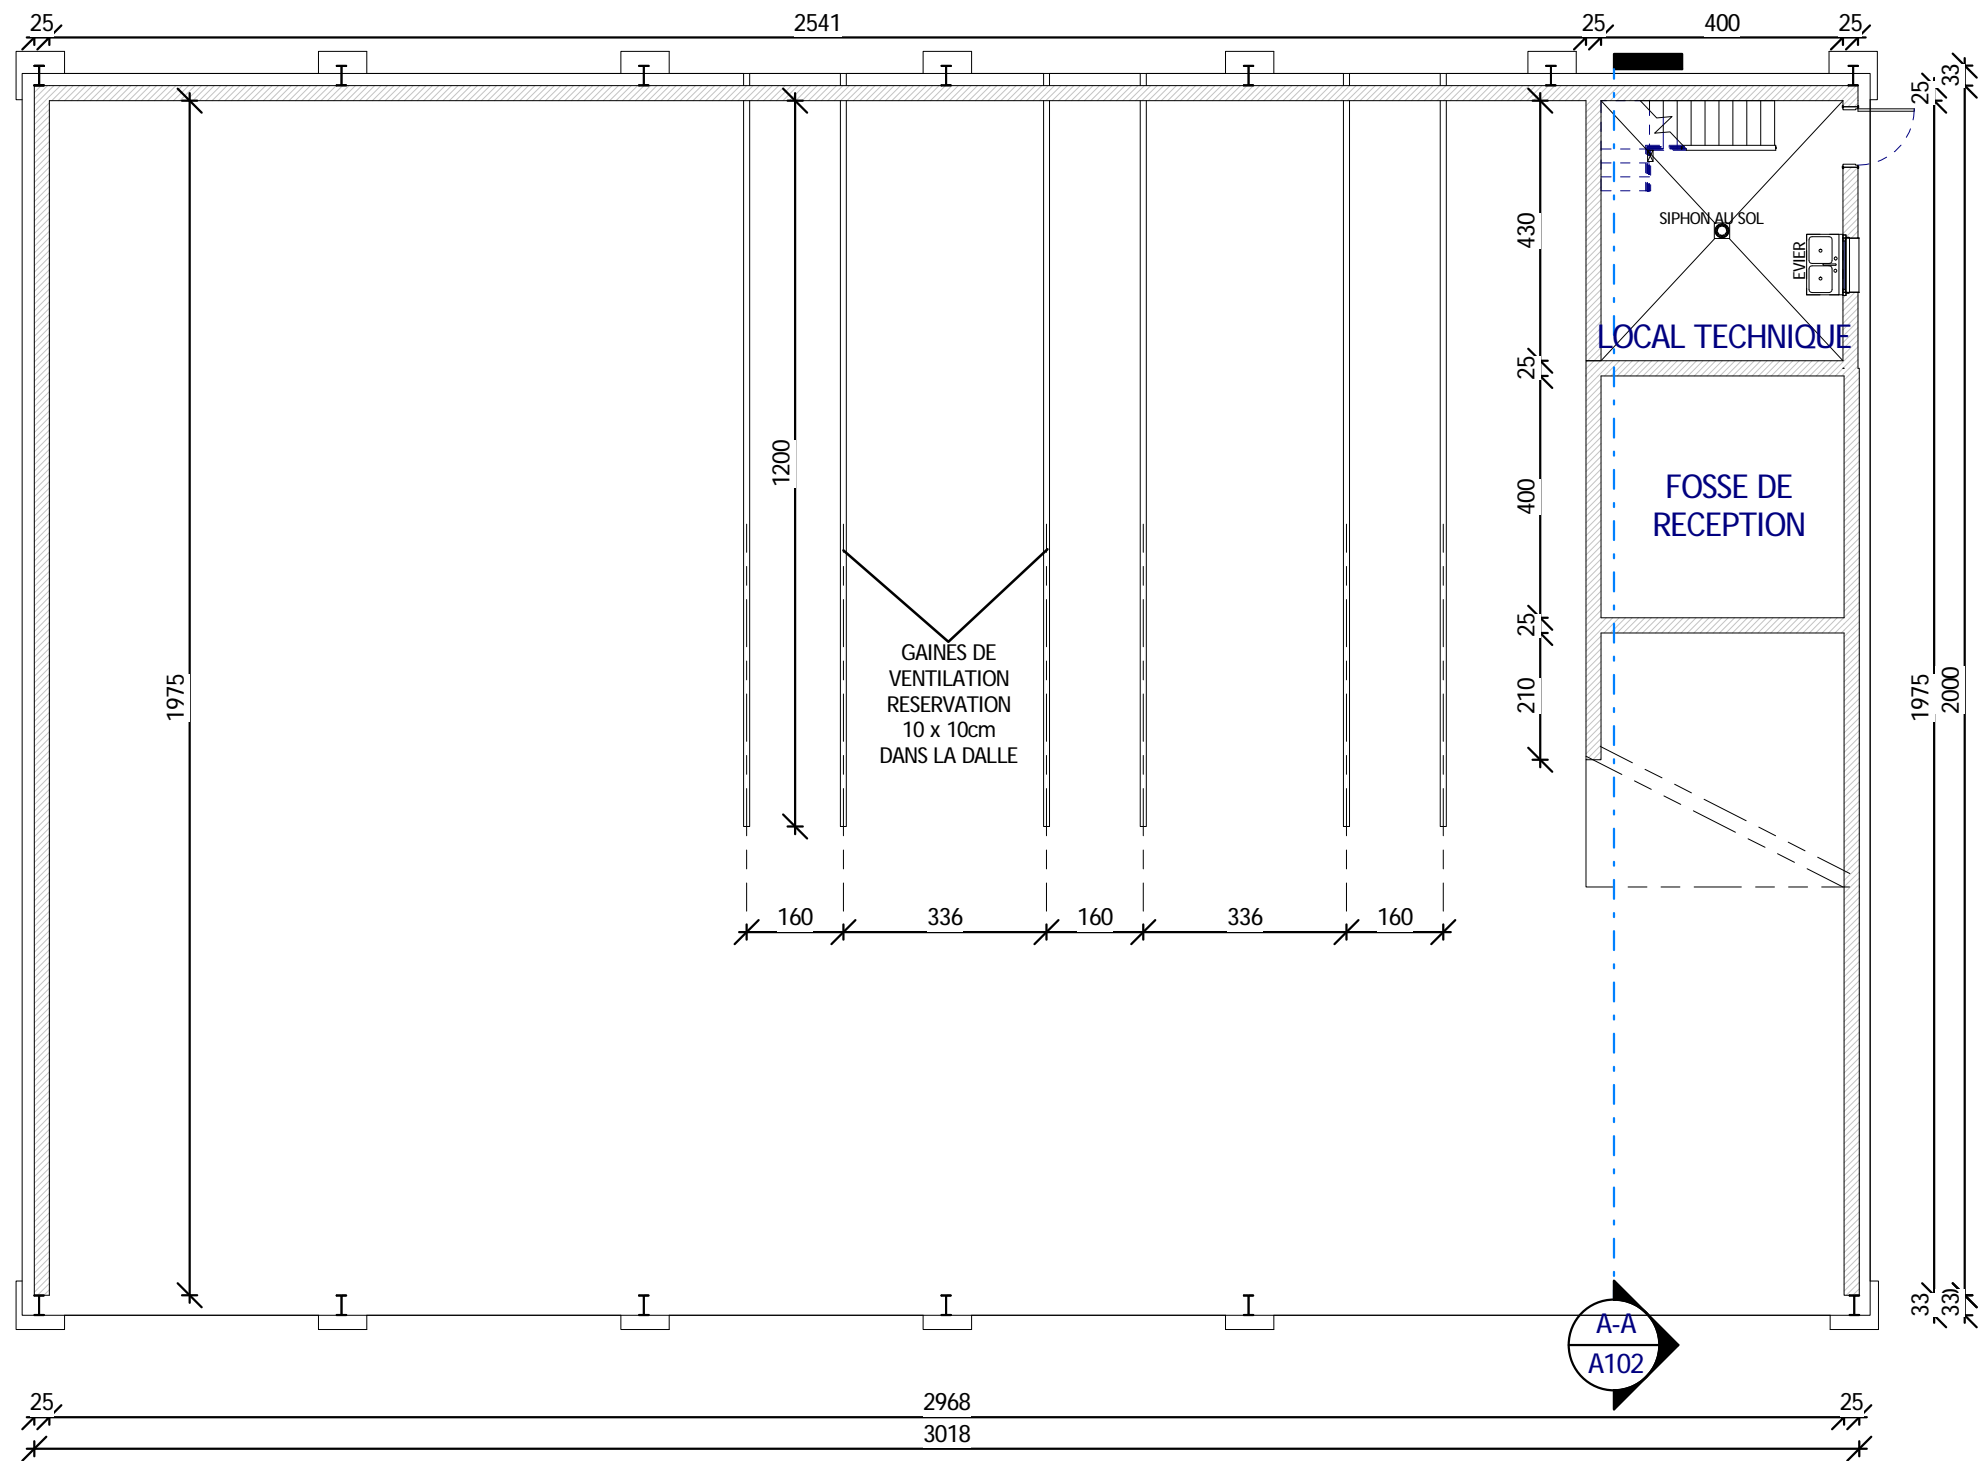 25
2541
25
400
25
33
25
430
SIPHON AU SOL
EVIER
LOCAL TECHNIQUE
25
1200
400
FOSSE DE
RECEPTION
25
GAINES DE
VENTILATION
RESERVATION
10 x 10cm
DANS LA DALLE
1975
210
1975
2000
160
336
160
336
160
33
33
A-A
A102
25
2968
25
3018